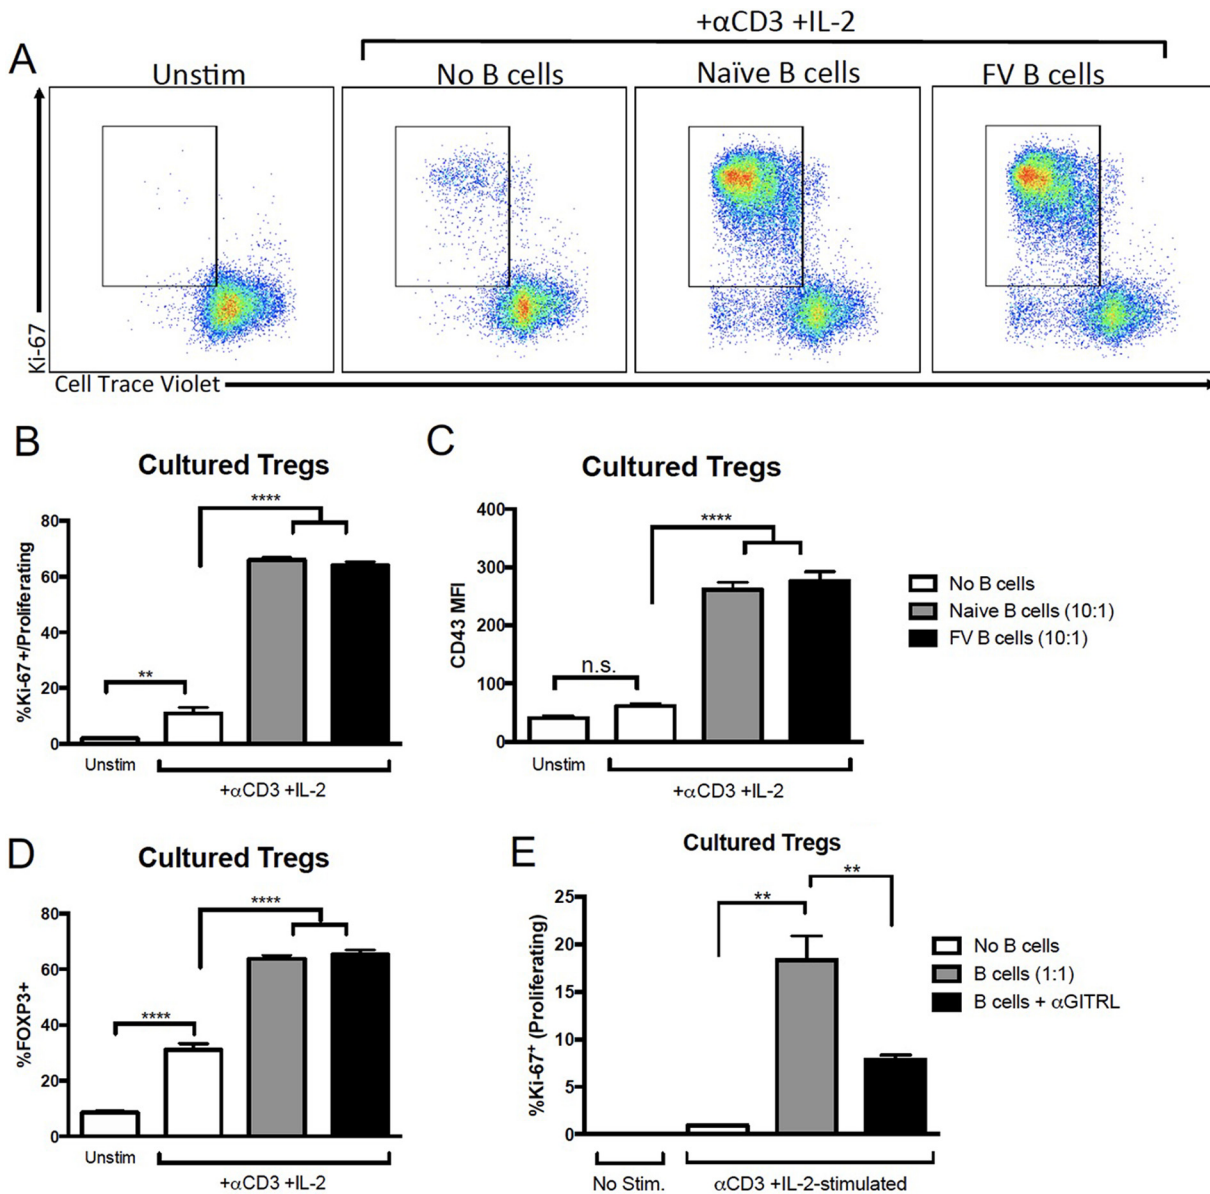 +αCD3 +IL-2
A
Unstim
No B cells
Naïve B cells
FV B cells
Ki-67
Cell Trace Violet
B
Cultured Tregs
****
**
%Ki-67+/Proliferating
80
60
40
20
0
Unstim
+αCD3 +IL-2
C
Cultured Tregs
****
n.s.
CD43 MFI
400
300
200
100
0
Unstim
+αCD3 +IL-2
No B cells
Naive B cells (10:1)
FV B cells (10:1)
D
Cultured Tregs
****
****
%FOXP3+
80
60
40
20
0
Unstim
+αCD3 +IL-2
E
Cultured Tregs
**
**
%Ki-67+ (Proliferating)
25
20
15
10
5
0
No Stim.
αCD3 +IL-2-stimulated
No B cells
B cells (1:1)
B cells + αGITRL